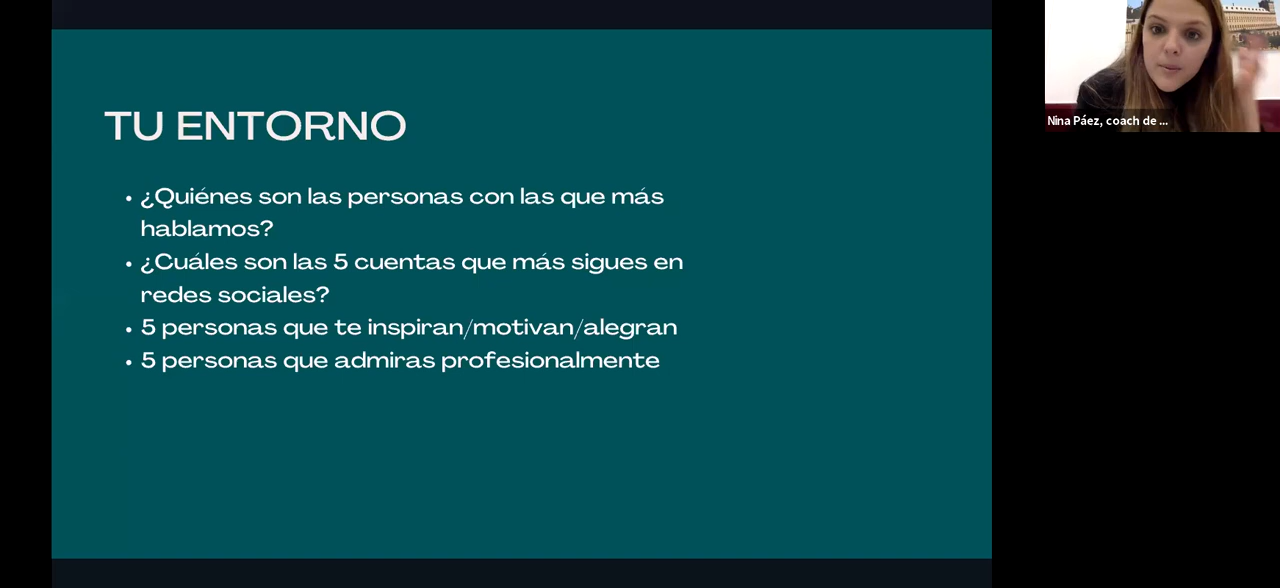 TU ENTORNO
• ¿Quiénes son las personas con las que más
hablamos?
• ¿Cuáles son las 5 cuentas que más sigues en
redes sociales?
• 5 personas que te inspiran/motivan/alegran
• 5 personas que admiras profesionalmente
Nina Páez, coach de ...